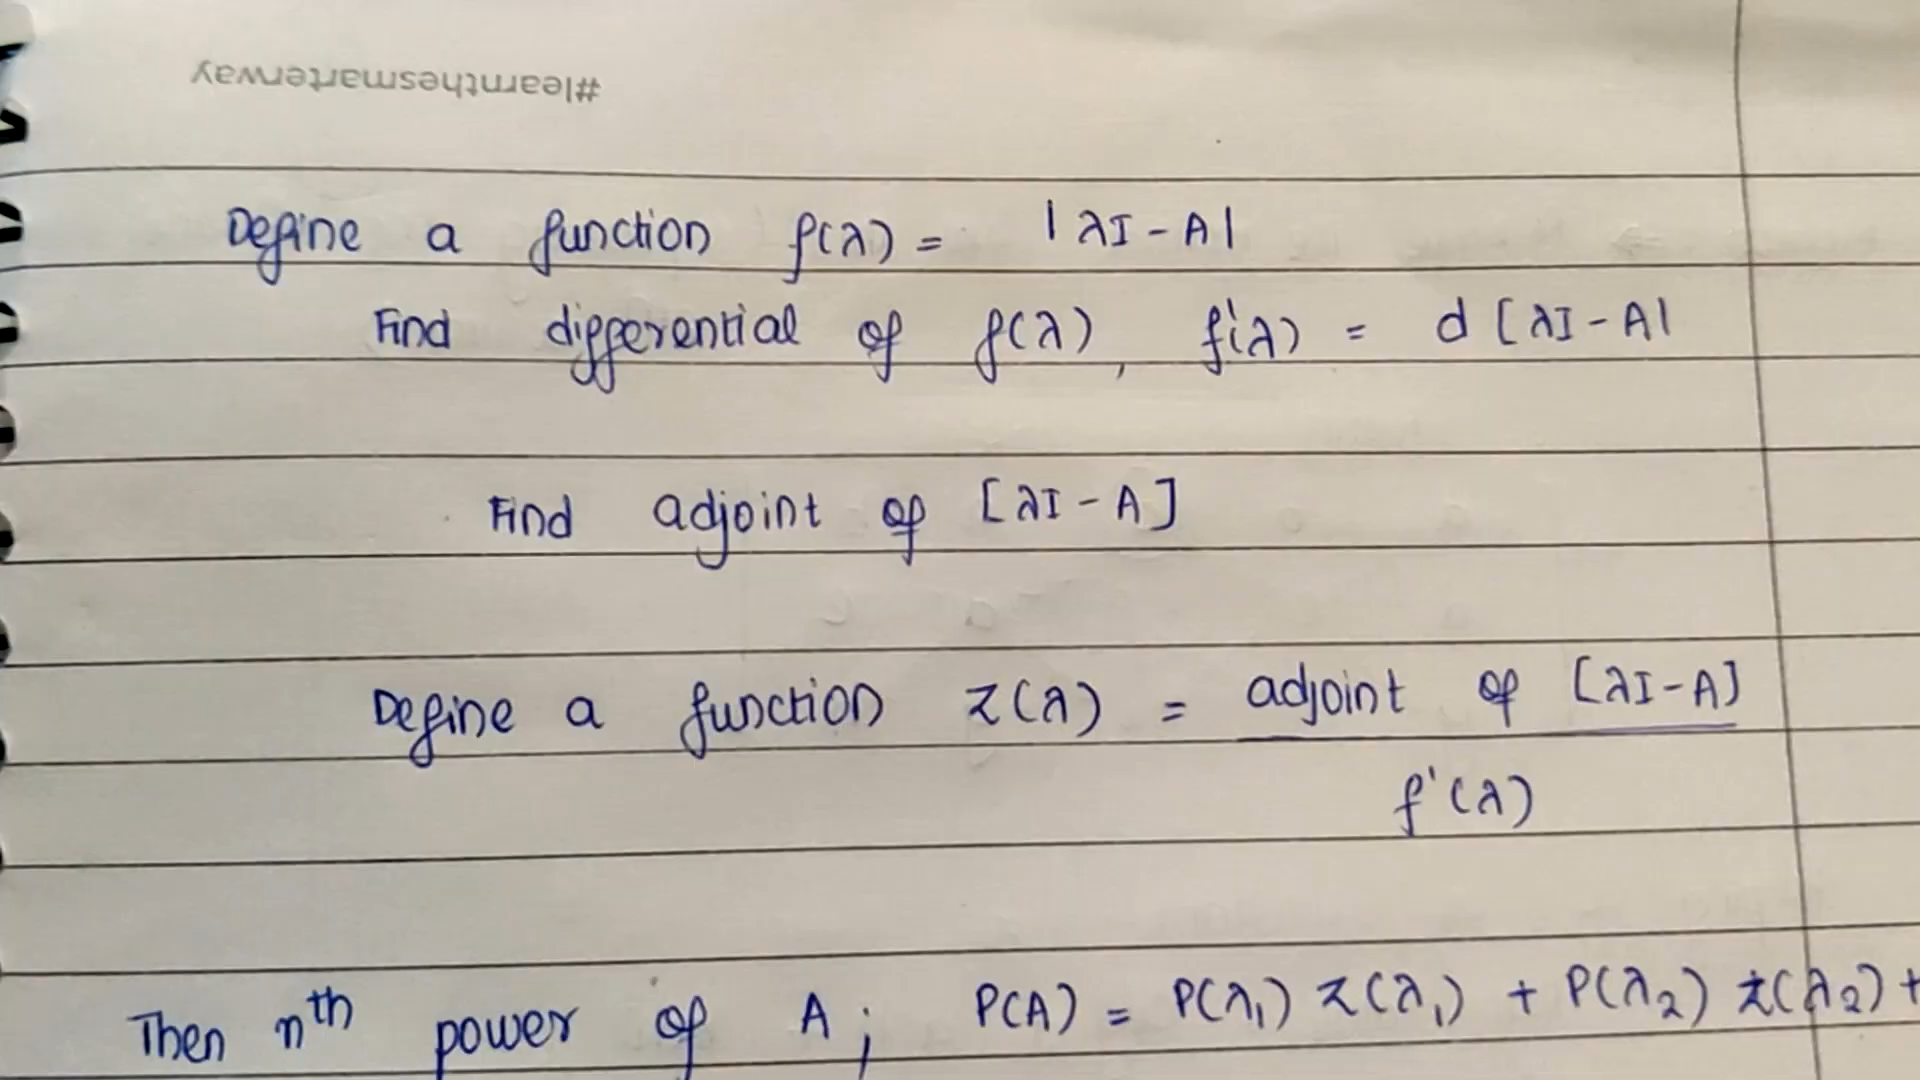 #learnthesmarterway
Define a function f(λ) = |λI - A|
Find differential of f(λ), f'(λ) = d [λI - A|
Find adjoint of [λI - A]
Define a function Z(λ) = adjoint of [λI - A]
f'(λ)
Then nth power of A; P(A) = P(λ₁) Z(λ₁) + P(λ₂) Z(λ₂) +